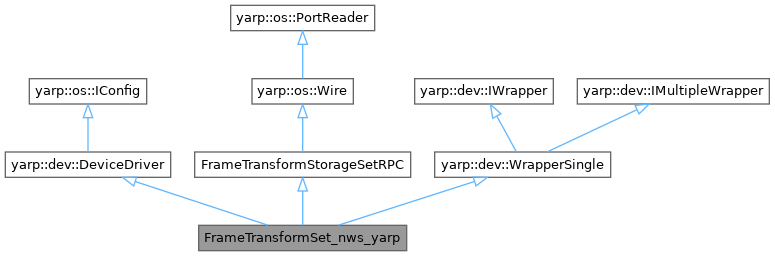 yarp::os::PortReader
yarp::os::IConfig
yarp::os::Wire
yarp::dev::IWrapper
yarp::dev::IMultipleWrapper
yarp::dev::DeviceDriver
FrameTransformStorageSetRPC
yarp::dev::WrapperSingle
FrameTransformSet_nws_yarp